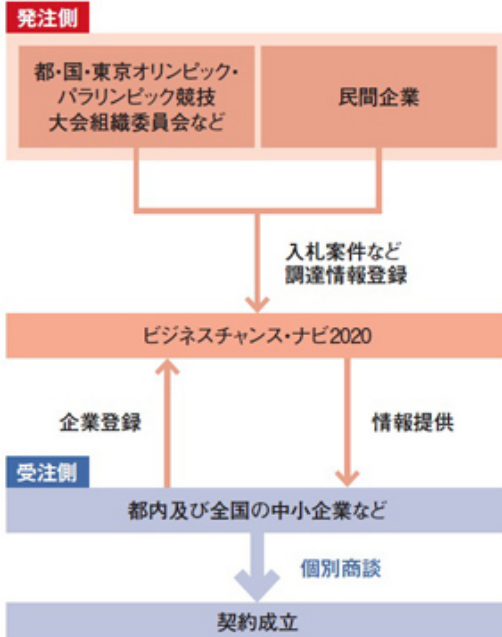 発注側
都・国・東京オリンピック・
パラリンピック競技
大会組織委員会など
民間企業
入札案件など
調達情報登録
ビジネスチャンス・ナビ2020
企業登録
情報提供
受注側
都内及び全国の中小企業など
個別商談
契約成立